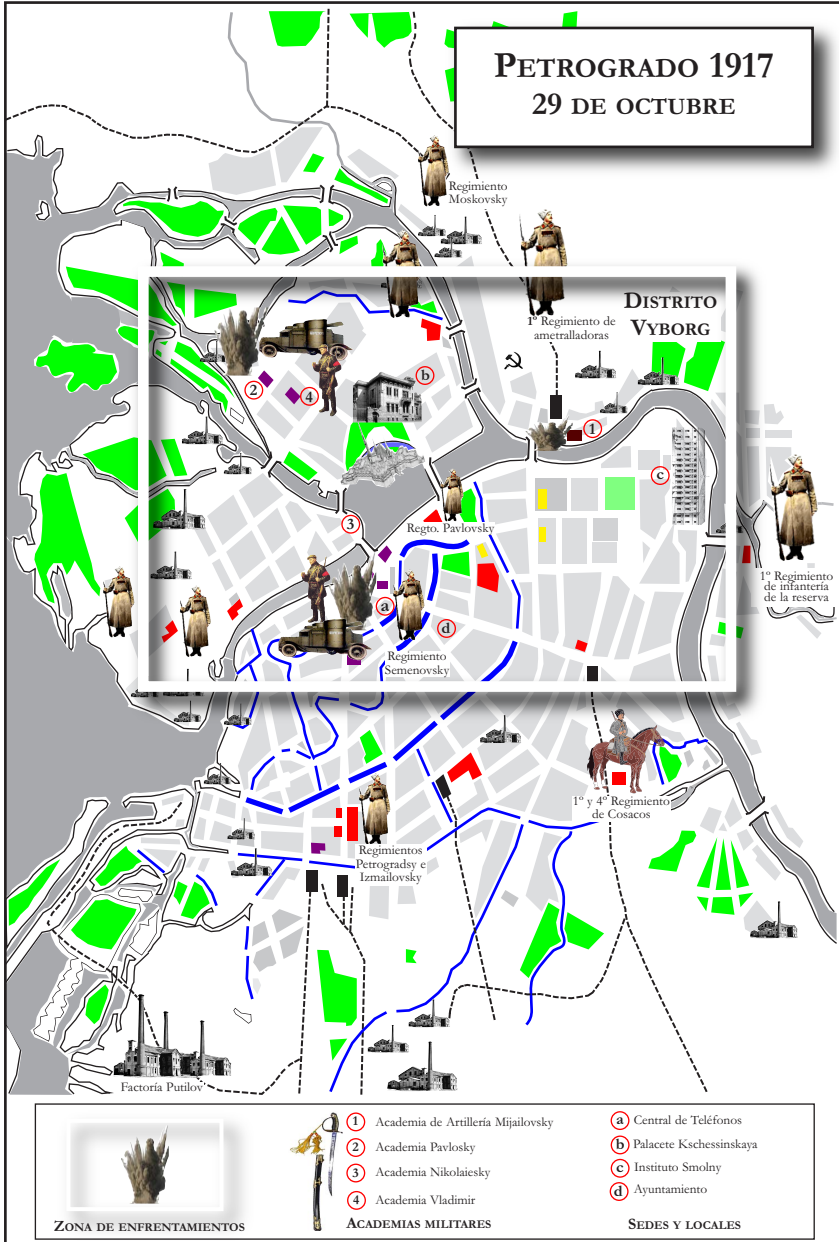 PETROGRADO 1917
29 DE OCTUBRE
Regimiento
Moskovsky
DISTRITO
VYBORG
1º Regimiento de
ametralladoras
b
2
4
1
c
3
Regto. Pavlovsky
1º Regimiento
de infantería
de la reserva
a
d
Regimiento
Semenovsky
1º y 4º Regimiento
de Cosacos
Regimientos
Petrogradsy e
Izmailovsky
Factoría Putilov
ZONA DE ENFRENTAMIENTOS
1 Academia de Artillería Mijailovsky
2 Academia Pavlosky
3 Academia Nikolaiesky
4 Academia Vladimir
ACADEMIAS MILITARES
a Central de Teléfonos
b Palacete Kschessinskaya
c Instituto Smolny
d Ayuntamiento
SEDES Y LOCALES